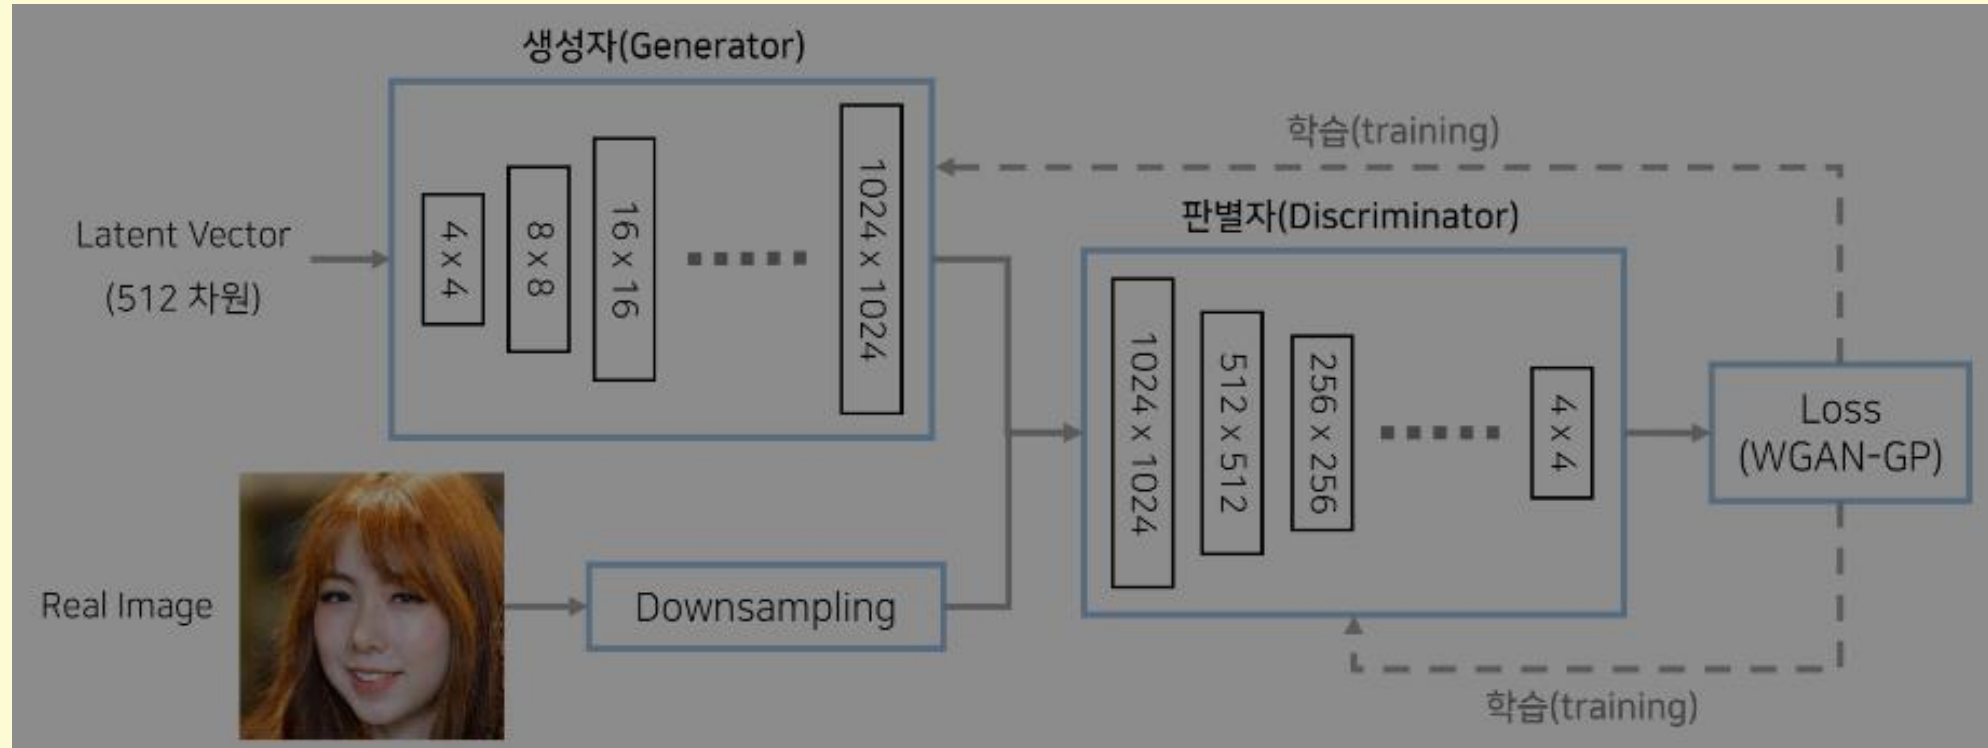 생성자(Generator)
Latent Vector
(512 차원)
4 x 4
8 x 8
16 x 16
1024 x 1024
학습(training)
판별자(Discriminator)
1024 x 1024
512 x 512
256 x 256
4 x 4
Loss
(WGAN-GP)
Real Image
Downsampling
학습(training)